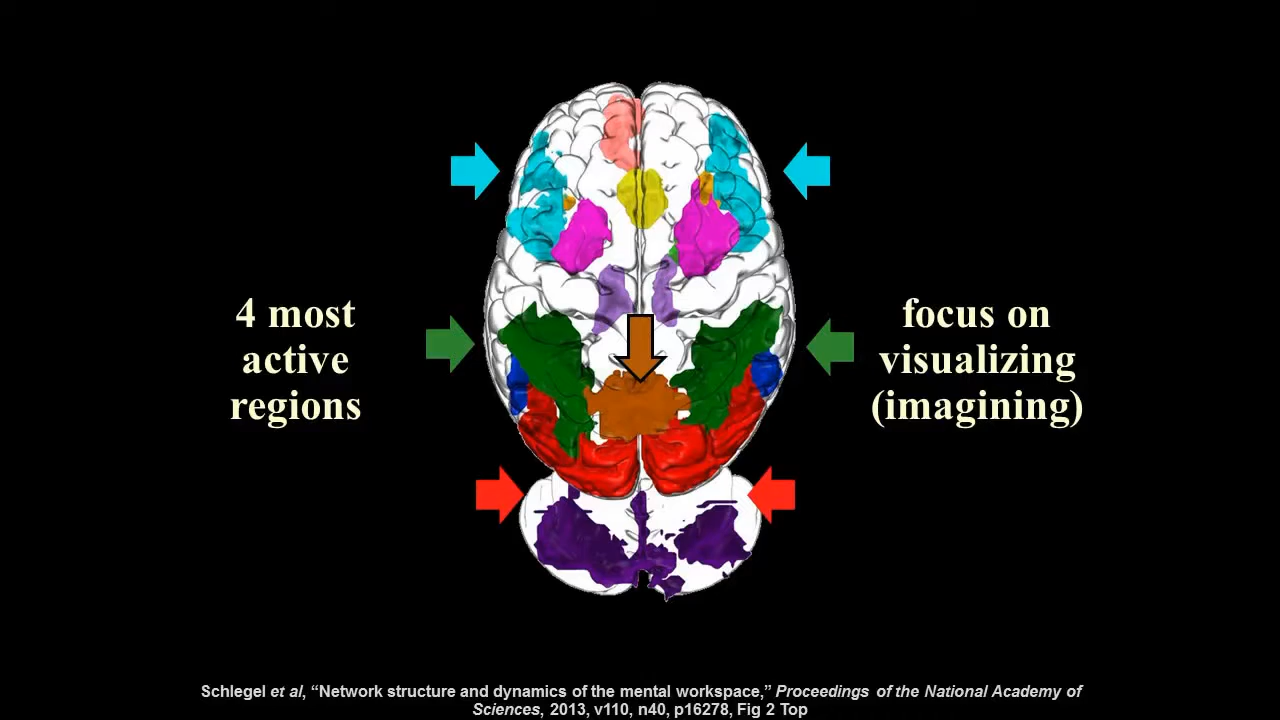 4 most
active
regions
focus on
visualizing
(imagining)
Schlegel et al, “Network structure and dynamics of the mental workspace,” Proceedings of the National Academy of
Sciences, 2013, v110, n40, p16278, Fig 2 Top